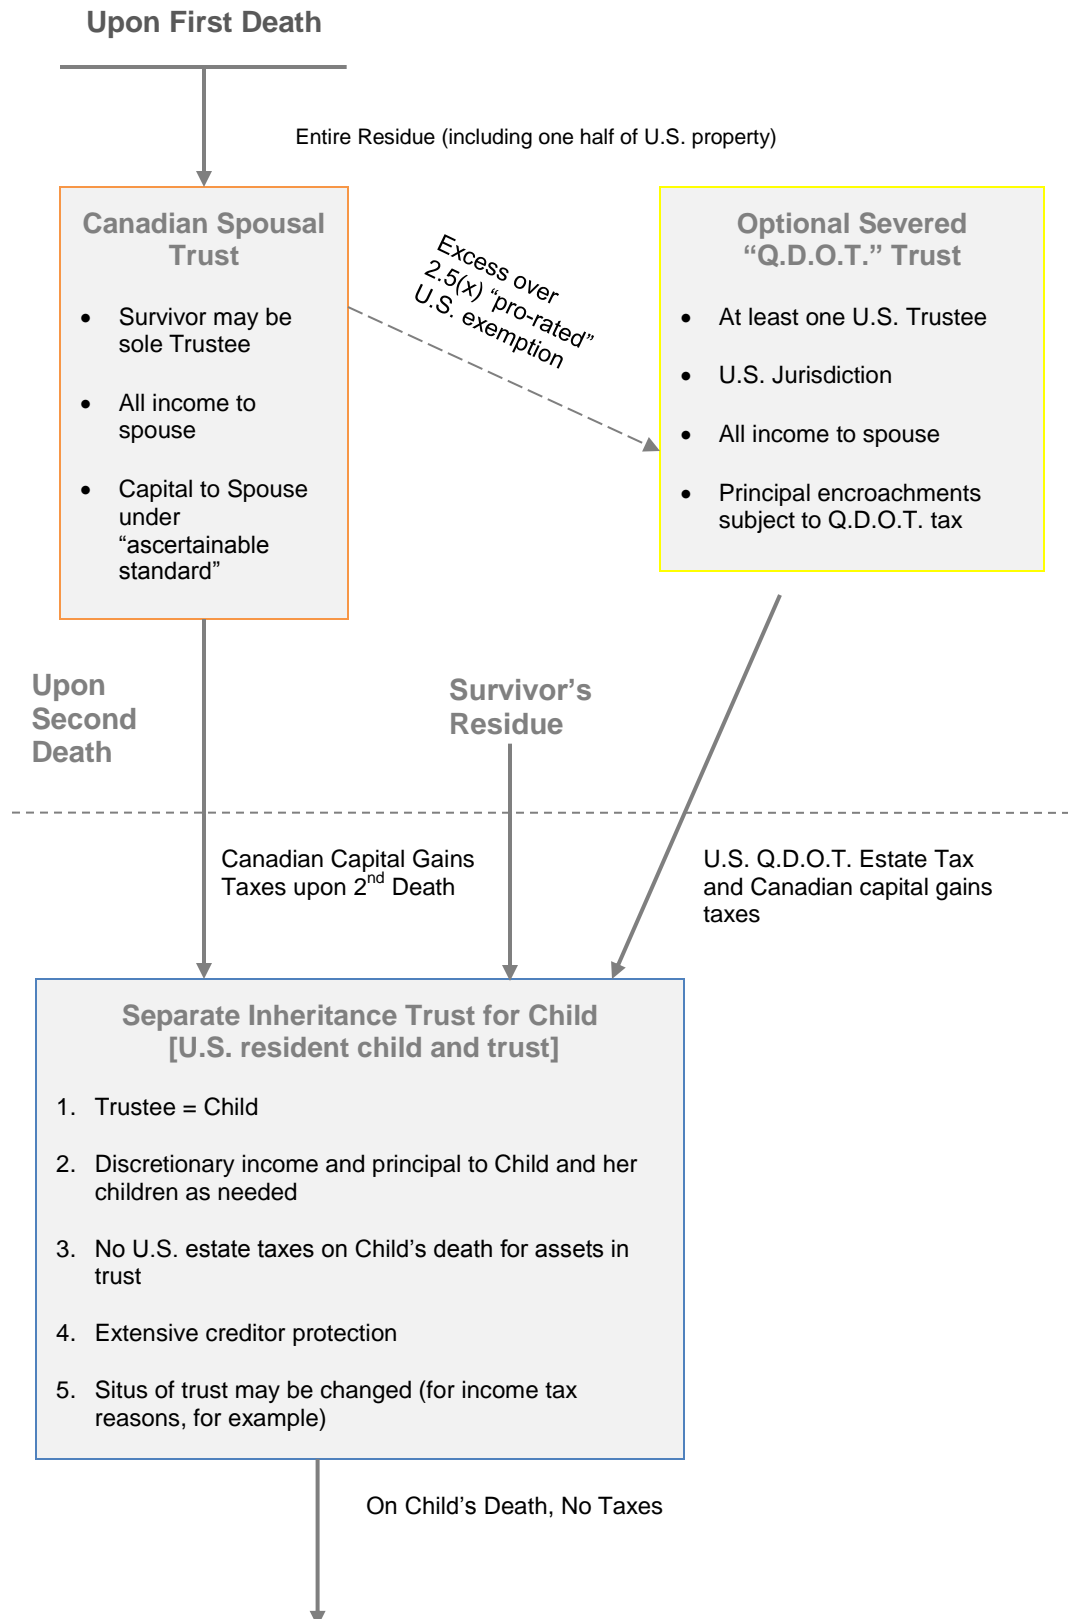 Upon First Death
Entire Residue (including one half of U.S. property)
Canadian Spousal
Trust
• Survivor may be
sole Trustee
• All income to
spouse
• Capital to Spouse
under
“ascertainable
standard”
Excess over
2.5(x) “pro-rated”
U.S. exemption
Optional Severed
“Q.D.O.T.” Trust
• At least one U.S. Trustee
• U.S. Jurisdiction
• All income to spouse
• Principal encroachments
subject to Q.D.O.T. tax
Upon
Second
Death
Survivor’s
Residue
Canadian Capital Gains
Taxes upon 2nd Death
U.S. Q.D.O.T. Estate Tax
and Canadian capital gains
taxes
Separate Inheritance Trust for Child
[U.S. resident child and trust]
1. Trustee = Child
2. Discretionary income and principal to Child and her
children as needed
3. No U.S. estate taxes on Child’s death for assets in
trust
4. Extensive creditor protection
5. Situs of trust may be changed (for income tax
reasons, for example)
On Child’s Death, No Taxes